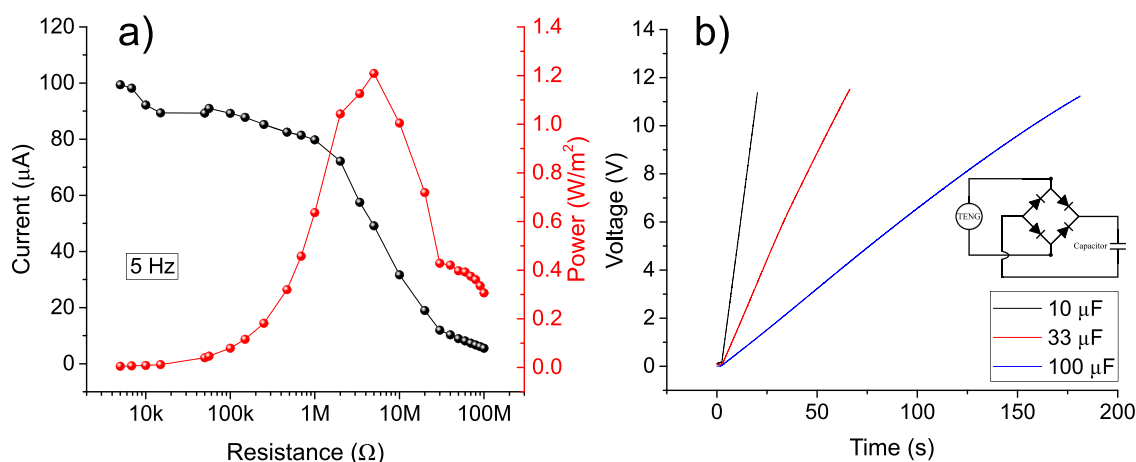 a)
120
100
80
60
40
20
0
Current (μA)
5 Hz
10k 100k 1M 10M 100M
Resistance (Ω)
1.4
1.2
1.0
0.8
0.6
0.4
0.2
0.0
Power (W/m²)
b)
14
12
10
8
6
4
2
0
Voltage (V)
TENG
Capacitor
10 μF
33 μF
100 μF
0 50 100 150 200
Time (s)